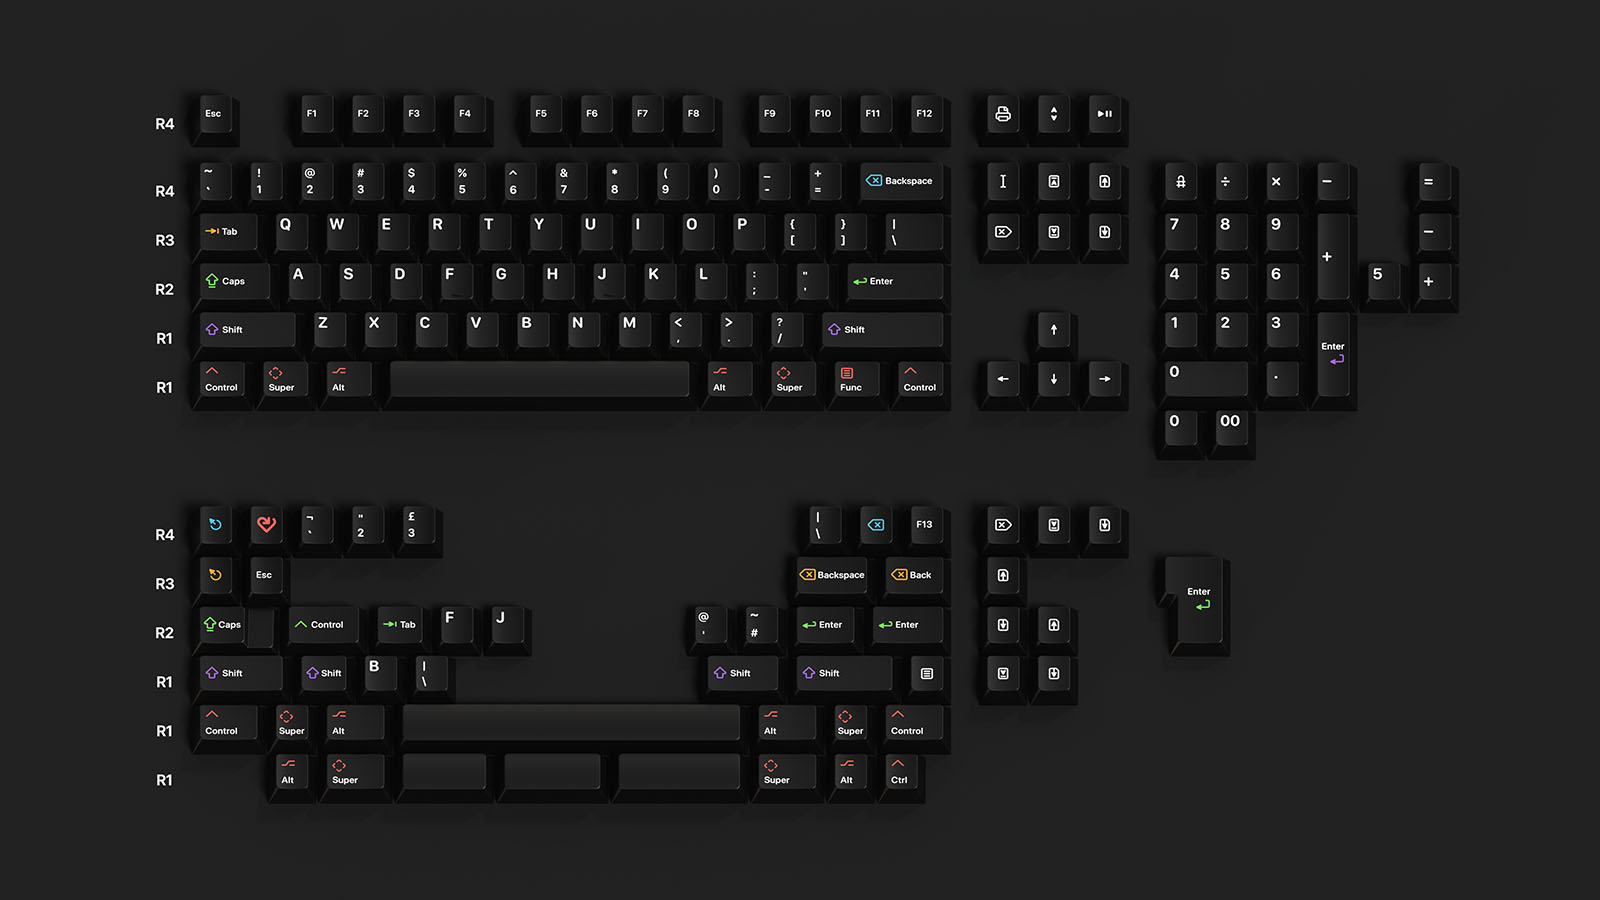 R4 Esc F1 F2 F3 F4 F5 F6 F7 F8 F9 F10 F11 F12
R4 ~ ` ! 1 @ 2 # 3 $ 4 % 5 ^ 6 & 7 * 8 ( 9 ) 0 _ - + = Backspace ÷ × − =
R3 Tab Q W E R T Y U I O P { [ } ] | \ 7 8 9 + −
R2 Caps A S D F G H J K L : ; " ' Enter 4 5 6 5 +
R1 Shift Z X C V B N M < , > . ? / Shift ↑ 1 2 3 Enter
R1 Control Super Alt Alt Super Func Control ← ↓ → 0 .
0 00
R4 ¬ ` " 2 £ 3 | \ F13
R3 Esc Backspace Back Enter
R2 Caps Control Tab F J @ ' ~ # Enter Enter
R1 Shift Shift B | \ Shift Shift
R1 Control Super Alt Alt Super Control
R1 Alt Super Super Alt Ctrl